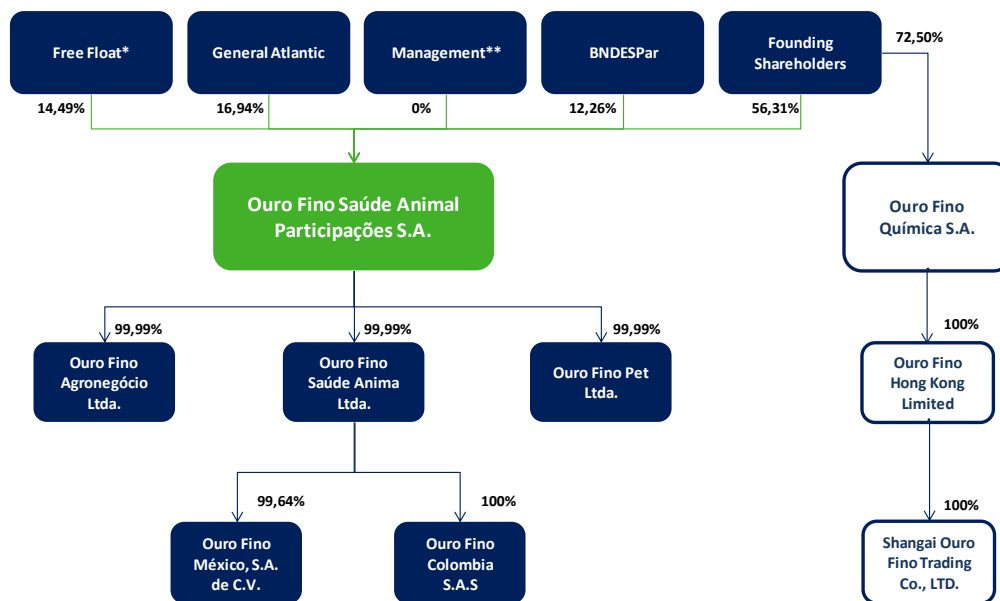 Free Float*
General Atlantic
Management**
BNDESPar
Founding
Shareholders
72,50%
14,49%
16,94%
0%
12,26%
56,31%
Ouro Fino Saúde Animal
Participações S.A.
Ouro Fino
Química S.A.
99,99%
99,99%
99,99%
100%
Ouro Fino
Agronegócio
Ltda.
Ouro Fino
Saúde Anima
Ltda.
Ouro Fino Pet
Ltda.
Ouro Fino
Hong Kong
Limited
99,64%
100%
100%
Ouro Fino
México, S.A.
de C.V.
Ouro Fino
Colombia
S.A.S
Shangai Ouro
Fino Trading
Co., LTD.